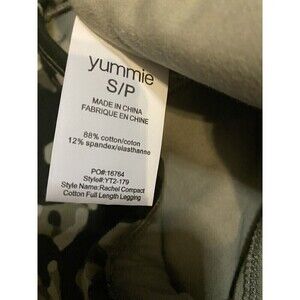 yummie
S/P
MADE IN CHINA
FABRIQUE EN CHINE
88% cotton/coton
12% spandex/elasthanne
PO#:16764
Style#:YT2-179
Style Name:Rachel Compact
Cotton Full Length Legging